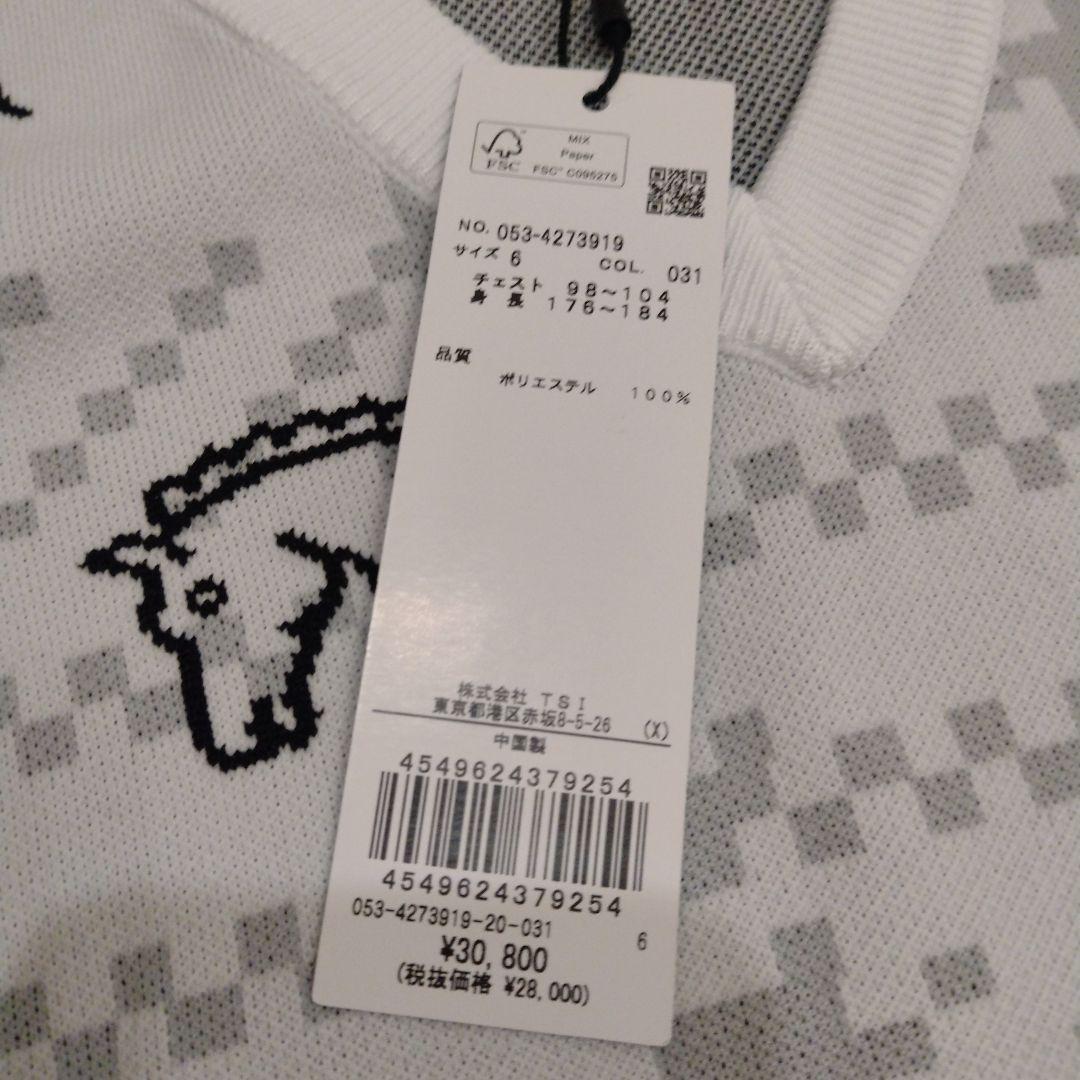 MIX
Paper
FSC
FSC™ C095275
NO. 053-4273919
サイズ 6 COL. 031
チェスト 98~104
身長 176~184
品質
ポリエステル 100%
株式会社 TSI
東京都港区赤坂8-5-26 (X)
中国製
4549624379254
4549624379254
053-4273919-20-031 6
¥30,800
(税抜価格 ¥28,000)